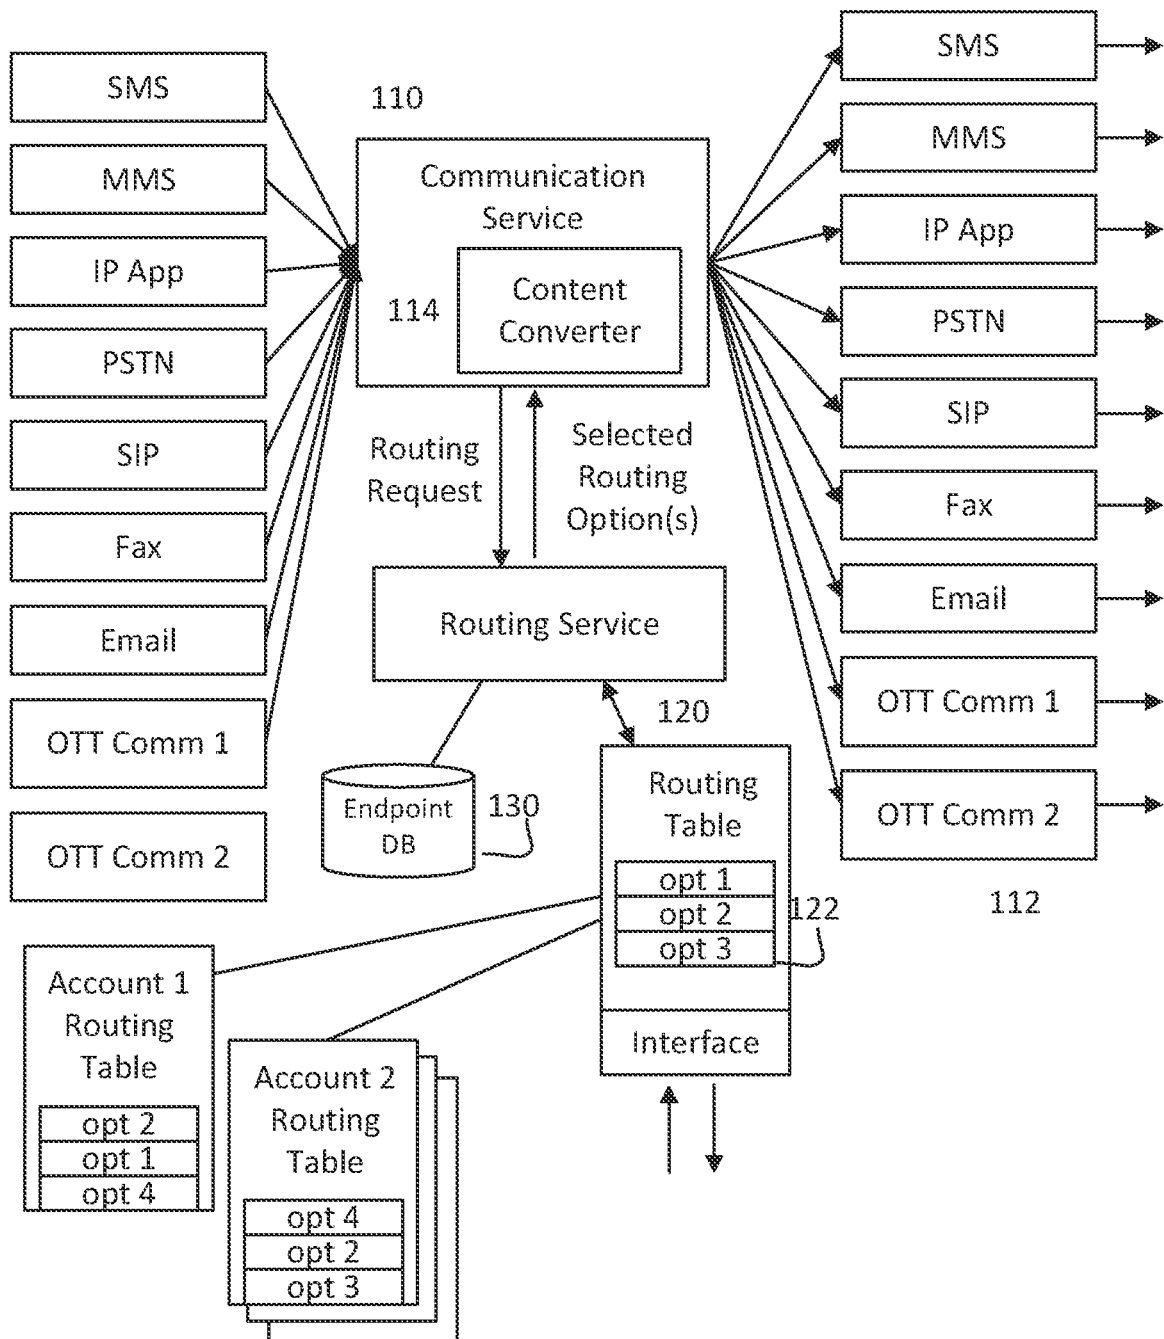 SMS
MMS
IP App
PSTN
SIP
Fax
Email
OTT Comm 1
OTT Comm 2
110
Communication
Service
114
Content
Converter
Routing
Request
Selected
Routing
Option(s)
Routing Service
120
Endpoint
DB
130
Routing
Table
opt 1
opt 2
opt 3
122
Interface
SMS
MMS
IP App
PSTN
SIP
Fax
Email
OTT Comm 1
OTT Comm 2
112
Account 1
Routing
Table
opt 2
opt 1
opt 4
Account 2
Routing
Table
opt 4
opt 2
opt 3